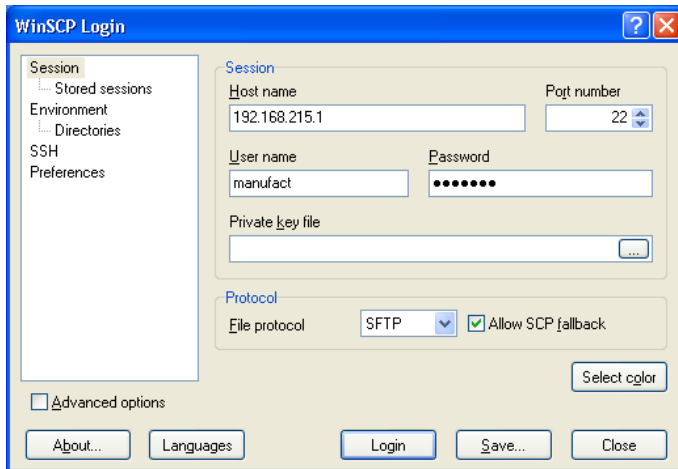 WinSCP Login
Session
Stored sessions
Environment
Directories
SSH
Preferences
Session
Host name Port number
192.168.215.1 22
User name Password
manufact •••••••
Private key file
...
Protocol
File protocol SFTP Allow SCP fallback
Select color
Advanced options
About... Languages Login Save... Close